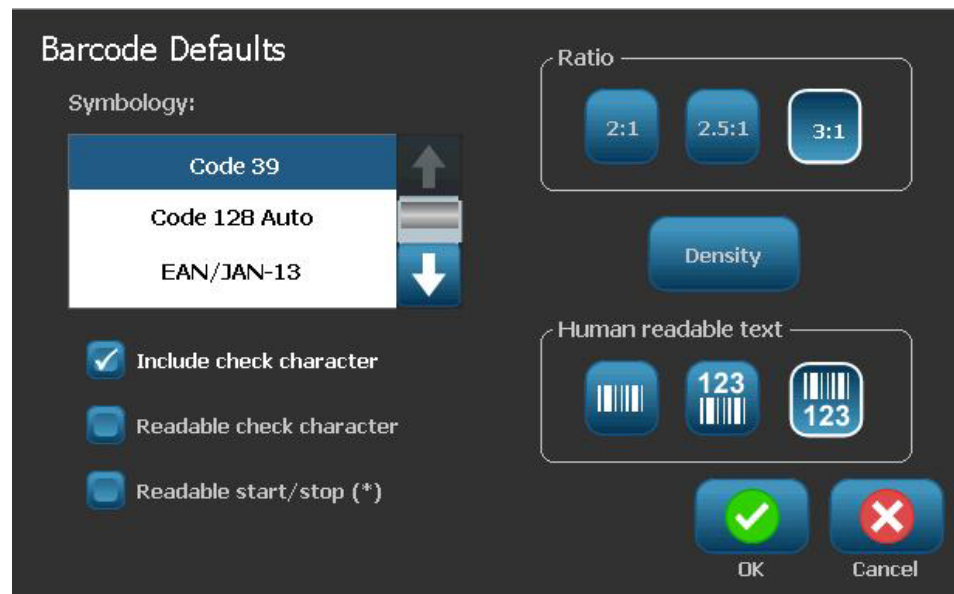 Barcode Defaults
Symbology:
Code 39
Code 128 Auto
EAN/JAN-13
Include check character
Readable check character
Readable start/stop (*)
Ratio
2:1
2.5:1
3:1
Density
Human readable text
123
123
OK
Cancel